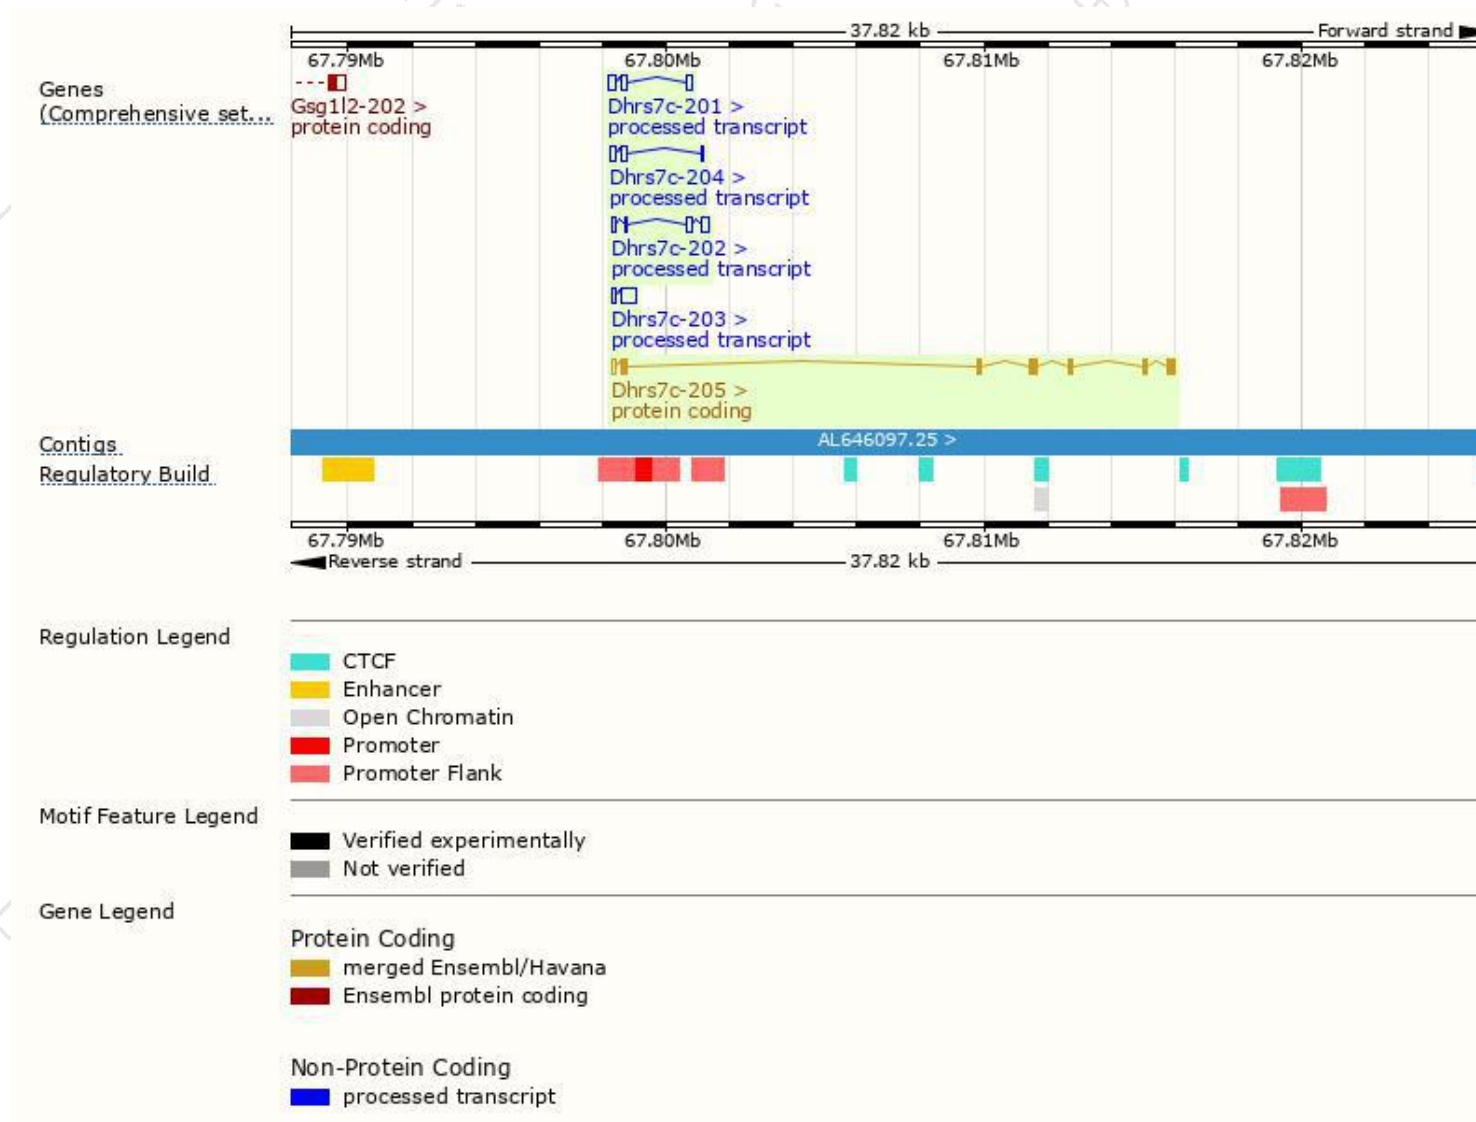 37.82 kb Forward strand
67.79Mb 67.80Mb 67.81Mb 67.82Mb
Genes
(Comprehensive set...
Gsg1l2-202 >
protein coding
Dhrs7c-201 >
processed transcript
Dhrs7c-204 >
processed transcript
Dhrs7c-202 >
processed transcript
Dhrs7c-203 >
processed transcript
Dhrs7c-205 >
protein coding
Contigs AL646097.25 >
Regulatory Build
67.79Mb 67.80Mb 67.81Mb 67.82Mb
Reverse strand 37.82 kb
Regulation Legend
CTCF
Enhancer
Open Chromatin
Promoter
Promoter Flank
Motif Feature Legend
Verified experimentally
Not verified
Gene Legend
Protein Coding
merged Ensembl/Havana
Ensembl protein coding
Non-Protein Coding
processed transcript